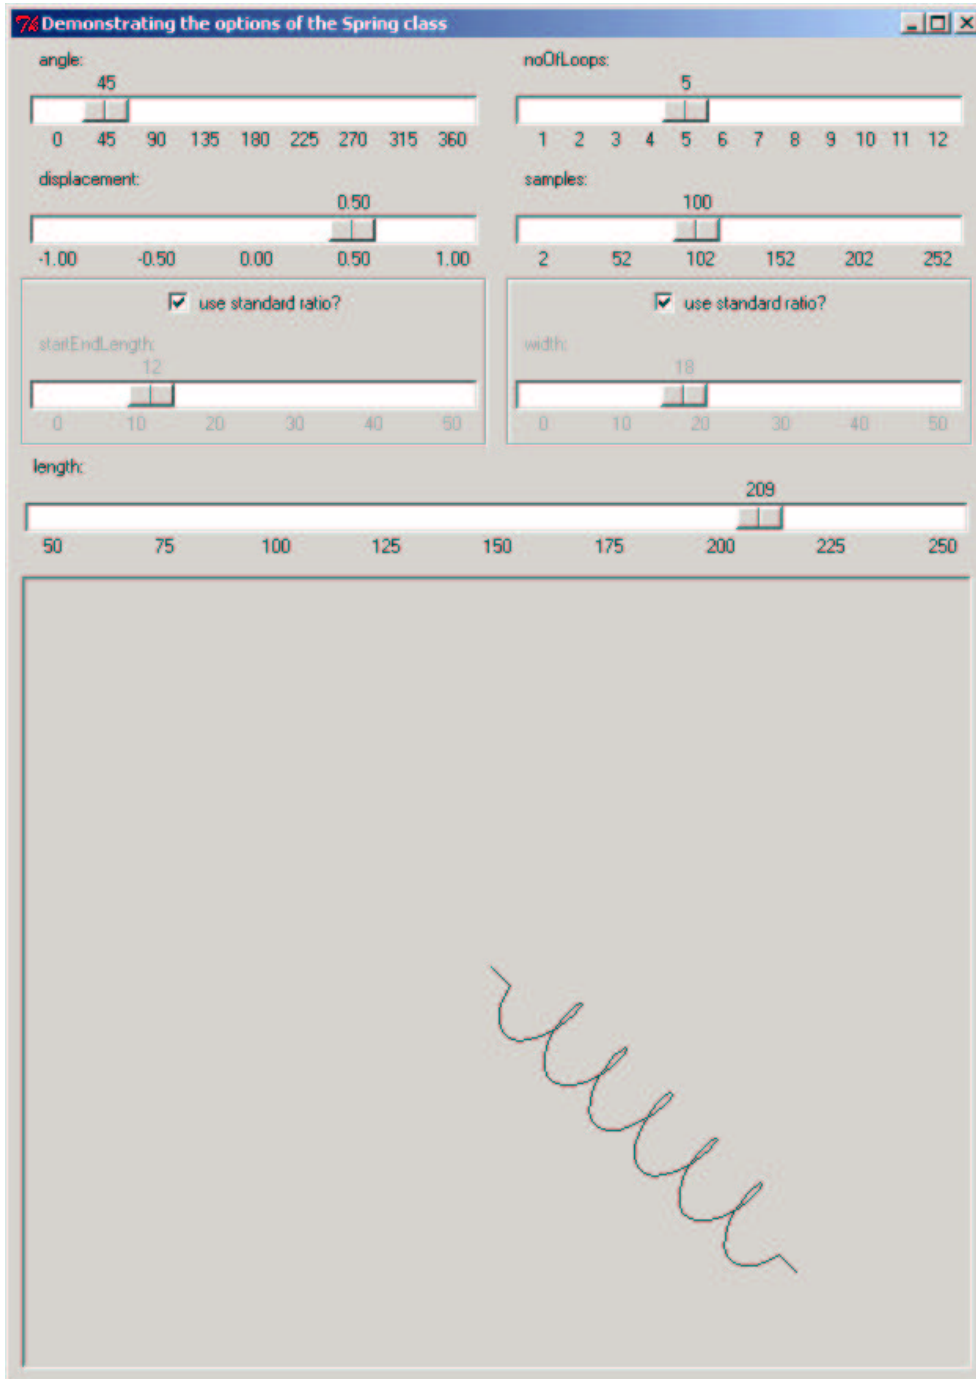 Demonstrating the options of the Spring class
angle:
45
0 45 90 135 180 225 270 315 360
noOfLoops:
5
1 2 3 4 5 6 7 8 9 10 11 12
displacement:
0.50
-1.00 -0.50 0.00 0.50 1.00
samples:
100
2 52 102 152 202 252
use standard ratio?
startEndLength:
12
0 10 20 30 40 50
use standard ratio?
width:
18
0 10 20 30 40 50
length:
209
50 75 100 125 150 175 200 225 250